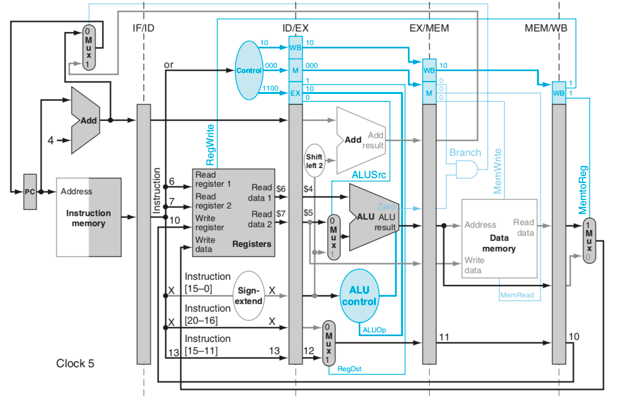 IF/ID
ID/EX
EX/MEM
MEM/WB
0
M
u
x
1
Add
4
PC
Address
Instruction
memory
or
Control
10
000
1100
WB
M
EX
10
000
1
1
0
WB
M
10
0
0
0
WB
1
1
RegWrite
Instruction
6
7
10
Read
register 1
Read
register 2
Write
register
Write
data
Read
data 1
Read
data 2
Registers
$6
$7
$4
$5
Shift
left 2
Add
Add
result
ALUSrc
0
M
u
x
1
Zero
ALU
ALU
result
Branch
MemWrite
MemtoReg
Address
Read
data
Data
memory
Write
data
MemRead
1
M
u
x
0
Instruction
[15–0]
X
Sign-
extend
X
ALU
control
ALUOp
Instruction
[20–16]
X
X
Instruction
[15–11]
13
13
12
0
M
u
x
1
RegDst
11
10
Clock 5